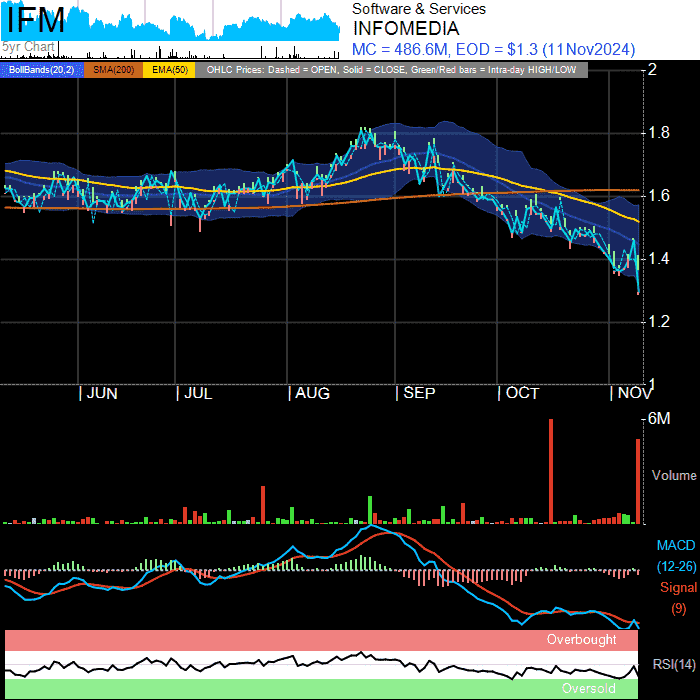 IFM
Software & Services
INFOMEDIA
5yr Chart
MC = 486.6M, EOD = $1.3 (11Nov2024)
BollBands(20,2) SMA(200) EMA(50) OHLC Prices: Dashed = OPEN, Solid = CLOSE, Green/Red bars = Intra-day HIGH/LOW
2
1.8
1.6
1.4
1.2
1
JUN JUL AUG SEP OCT NOV
6M
Volume
MACD
(12-26)
Signal
(9)
Overbought
RSI(14)
Oversold